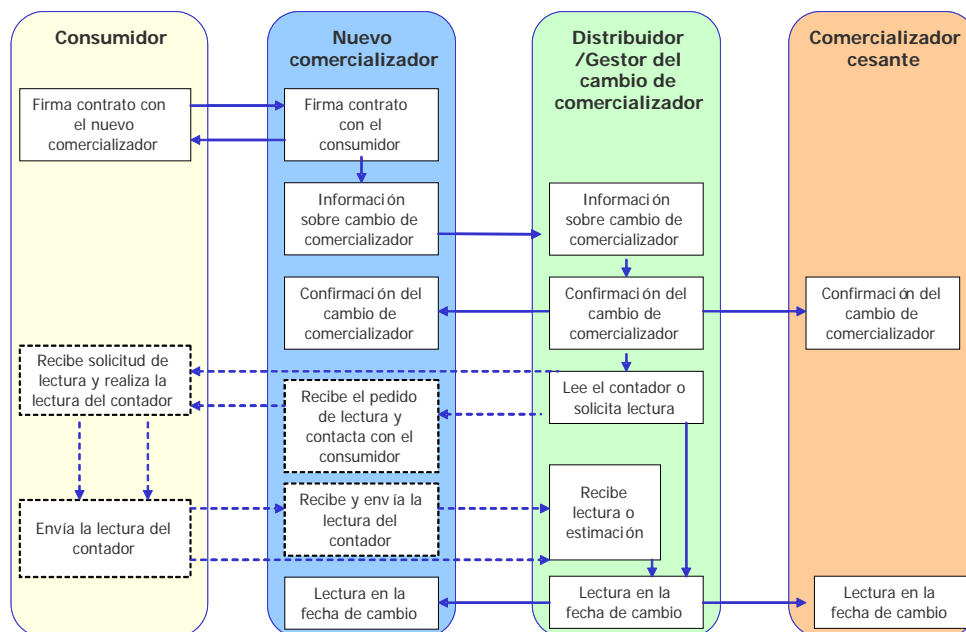 Consumidor
Nuevo
comercializador
Distribuidor
/Gestor del
cambio de
comercializador
Comercializador
cesante
Firma contrato con
el nuevo
comercializador
Firma contrato
con el
consumidor
Información
sobre cambio de
comercializador
Información
sobre cambio de
comercializador
Confirmación del
cambio de
comercializador
Confirmación del
cambio de
comercializador
Confirmación del
cambio de
comercializador
Recibe solicitud de
lectura y realiza la
lectura del contador
Recibe el pedido
de lectura y
contacta con el
consumidor
Lee el contador o
solicita lectura
Envía la lectura del
contador
Recibe y envía la
lectura del
contador
Recibe
lectura o
estimación
Lectura en la
fecha de cambio
Lectura en la
fecha de cambio
Lectura en la
fecha de cambio